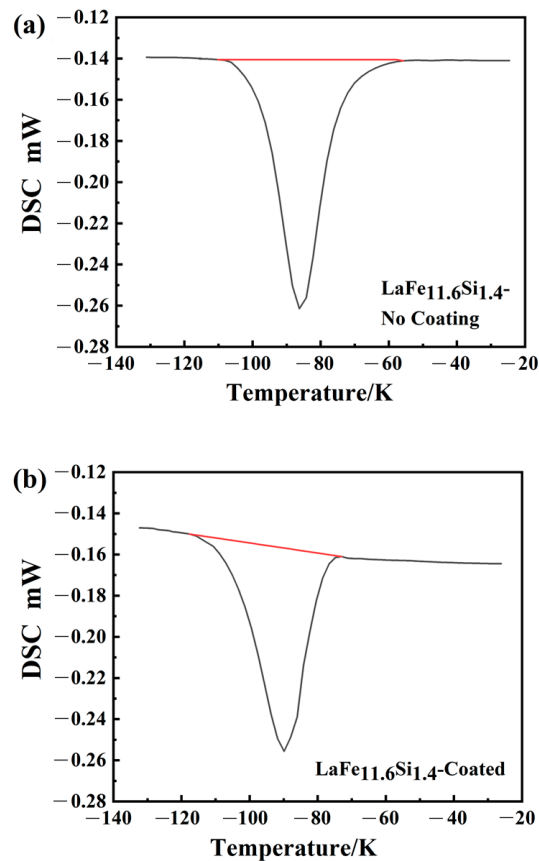 (a)
−0.12
−0.14
−0.16
−0.18
−0.20
−0.22
−0.24
−0.26
−0.28
DSC mW
LaFe11.6Si1.4-
No Coating
−140 −120 −100 −80 −60 −40 −20
Temperature/K
(b)
−0.12
−0.14
−0.16
−0.18
−0.20
−0.22
−0.24
−0.26
−0.28
DSC mW
LaFe11.6Si1.4-Coated
−140 −120 −100 −80 −60 −40 −20
Temperature/K